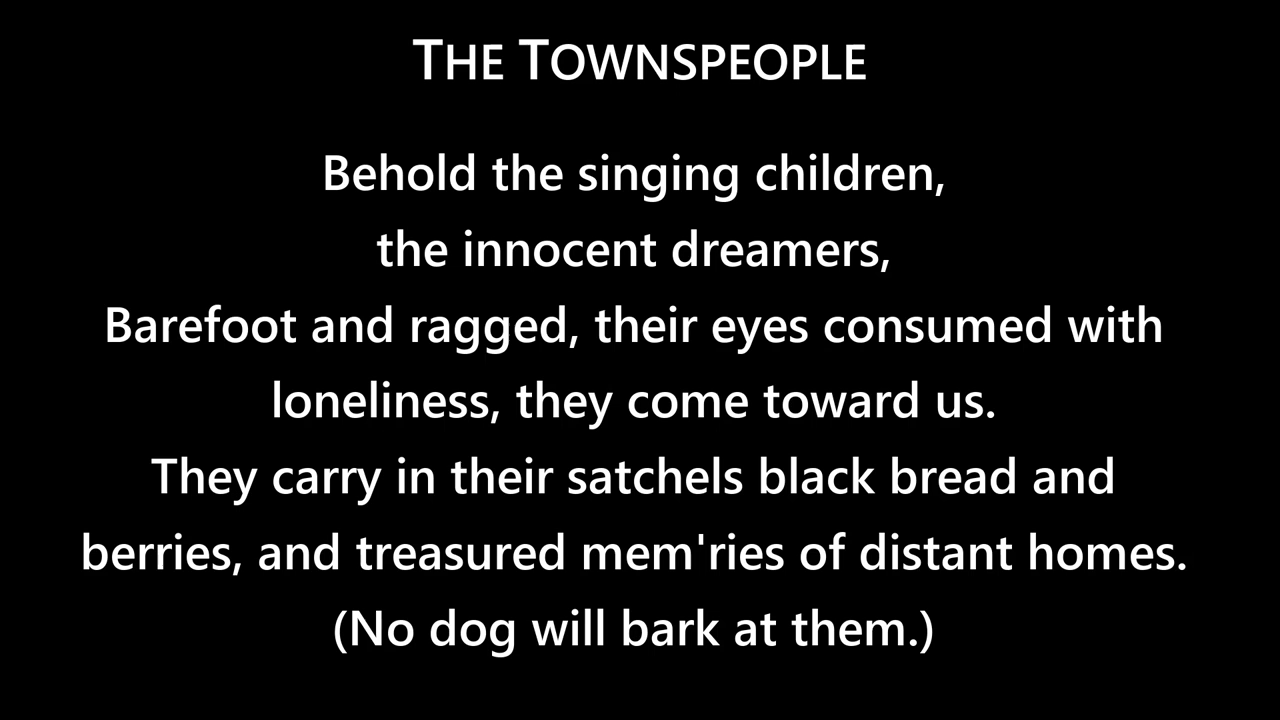 THE TOWNSPEOPLE
Behold the singing children,
the innocent dreamers,
Barefoot and ragged, their eyes consumed with
loneliness, they come toward us.
They carry in their satchels black bread and
berries, and treasured mem'ries of distant homes.
(No dog will bark at them.)